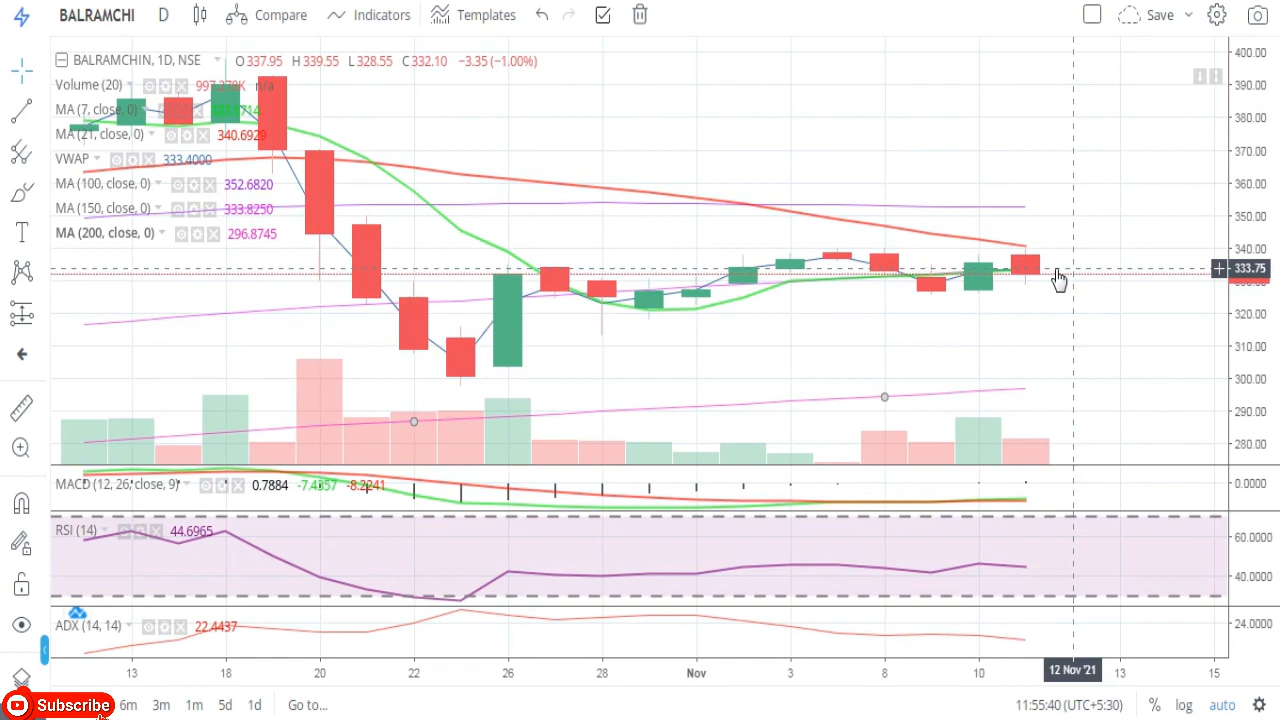 BALRAMCHI D Compare Indicators Templates Save
BALRAMCHIN, 1D, NSE O 337.95 H 339.55 L 328.55 C 332.10 −3.35 (−1.00%)
Volume (20) 997.278K n/a
MA (7, close, 0)
MA (21, close, 0) 340.6929
VWAP 333.4000
MA (100, close, 0) 352.6820
MA (150, close, 0) 333.8250
MA (200, close, 0) 296.8745
400.00
390.00
380.00
370.00
360.00
350.00
340.00
333.75
320.00
310.00
300.00
290.00
280.00
MACD (12, 26, close, 9) 0.7884 -7.4357 -8.2241
0.0000
RSI (14) 44.6965
60.0000
40.0000
ADX (14, 14) 22.4437
24.0000
13 18 20 22 26 28 Nov 3 8 10 12 Nov '21 13 15
Subscribe 6m 3m 1m 5d 1d Go to... 11:55:40 (UTC+5:30) % log auto